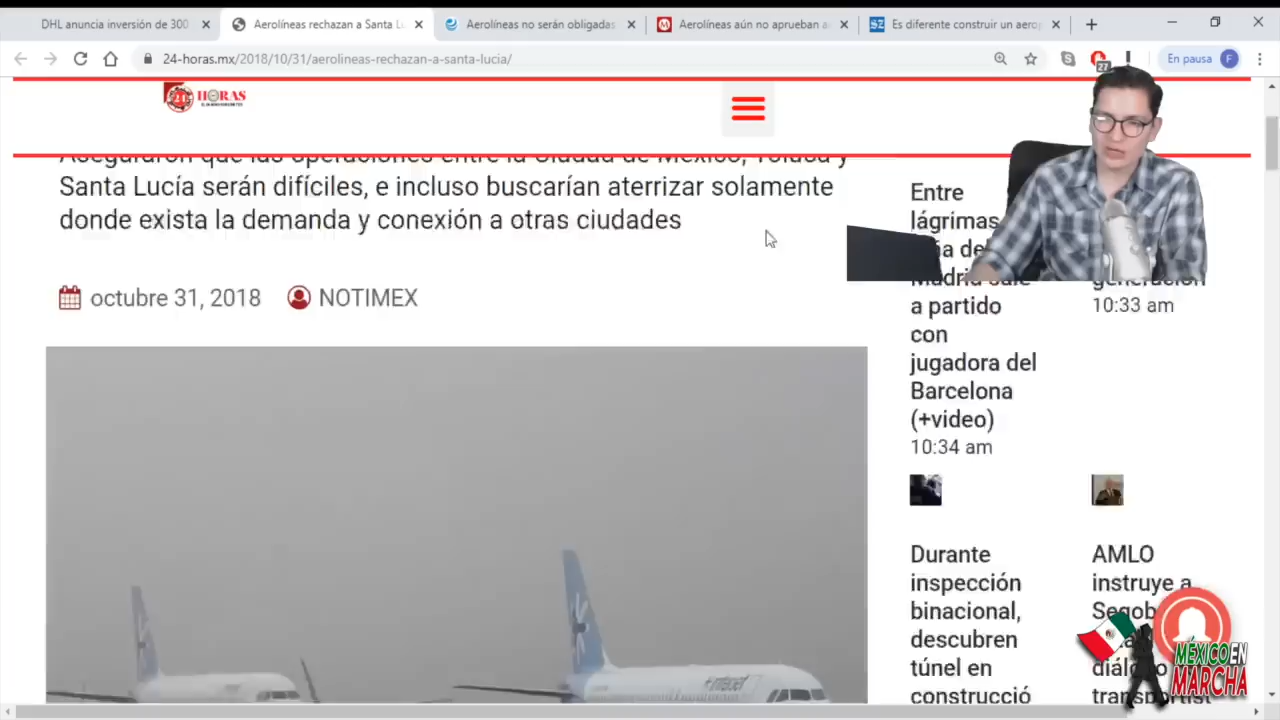 DHL anuncia inversión de 300
Aerolíneas rechazan a Santa Lu
Aerolíneas no serán obligadas
Aerolíneas aún no aprueban a
Es diferente construir un aerop
24-horas.mx/2018/10/31/aerolineas-rechazan-a-santa-lucia/
27
En pausa
F
24 HORAS
Aseguraron que las operaciones entre la Ciudad de México, Toluca y
Santa Lucía serán difíciles, e incluso buscarían aterrizar solamente
donde exista la demanda y conexión a otras ciudades
octubre 31, 2018
NOTIMEX
Entre
lágrimas
del
Madrid sale
a partido
con
jugadora del
Barcelona
(+video)
10:34 am
generación
10:33 am
Durante
inspección
binacional,
descubren
túnel en
construcció
AMLO
instruye a
Segob
diálogo
transportist
MÉXICO EN
MARCHA